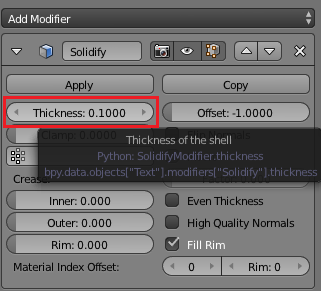 Add Modifier
Solidify
Apply
Copy
Thickness: 0.1000
Offset: -1.0000
Clamp: 0.0000
Thickness of the shell
Python: SolidifyModifier.thickness
bpy.data.objects["Text"].modifiers["Solidify"].thickness
Crease
Inner: 0.000
Even Thickness
Outer: 0.000
High Quality Normals
Rim: 0.000
Fill Rim
Material Index Offset:
0
Rim: 0